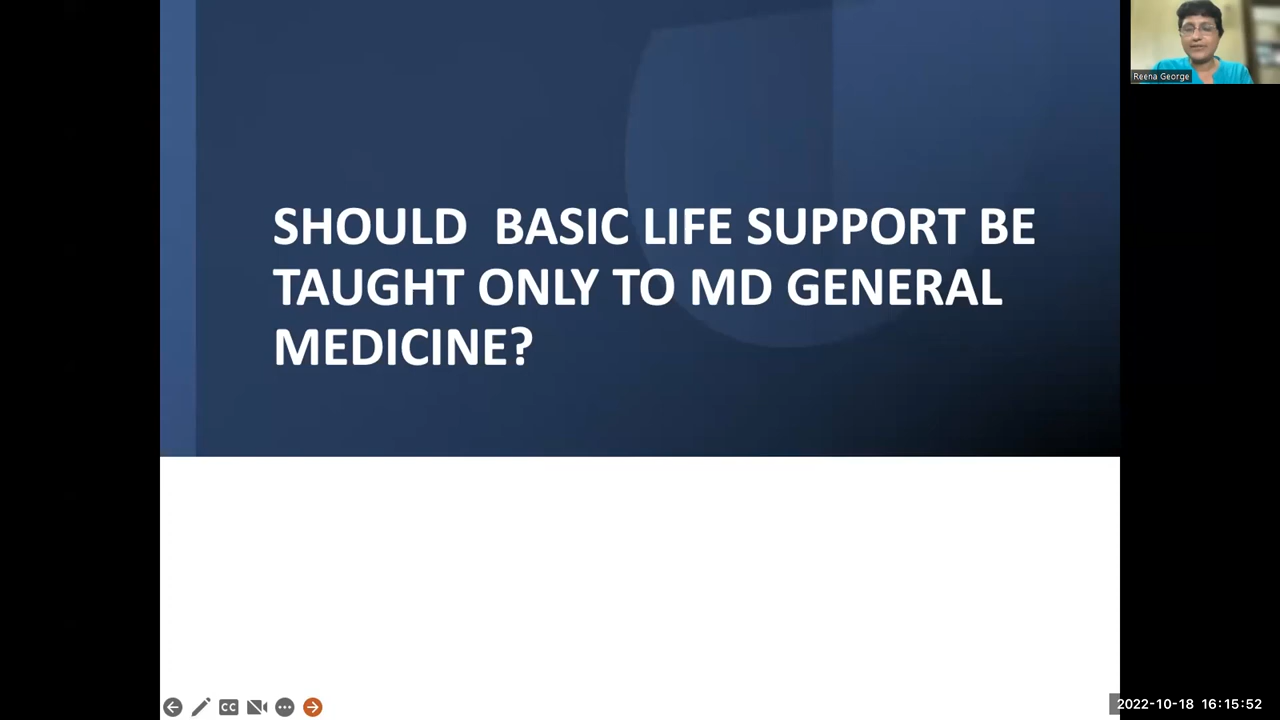 Reena George
SHOULD BASIC LIFE SUPPORT BE
TAUGHT ONLY TO MD GENERAL
MEDICINE?
CC
2022-10-18 16:15:52